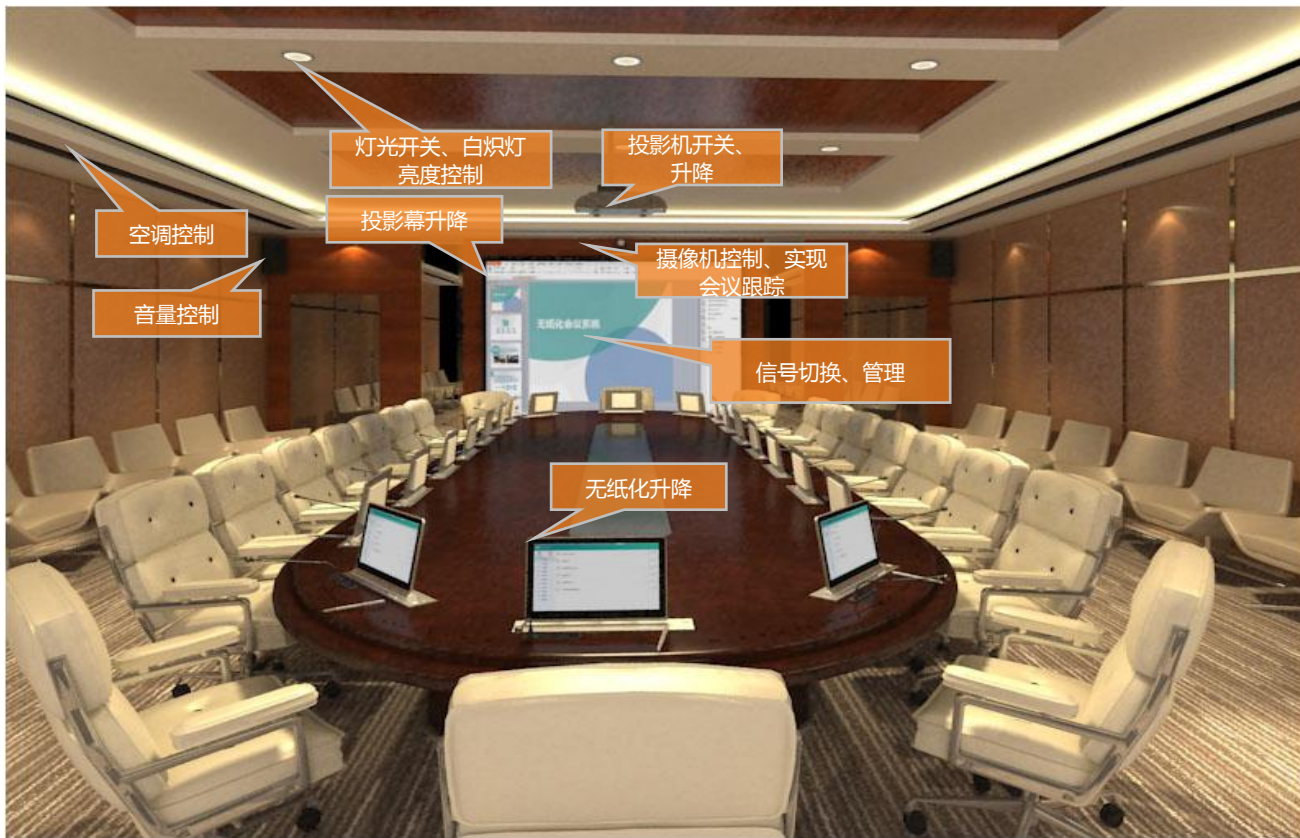 灯光开关、白炽灯
亮度控制
投影机开关、
升降
投影幕升降
空调控制
摄像机控制、实现
会议跟踪
音量控制
无纸化会议系统
信号切换、管理
无纸化升降